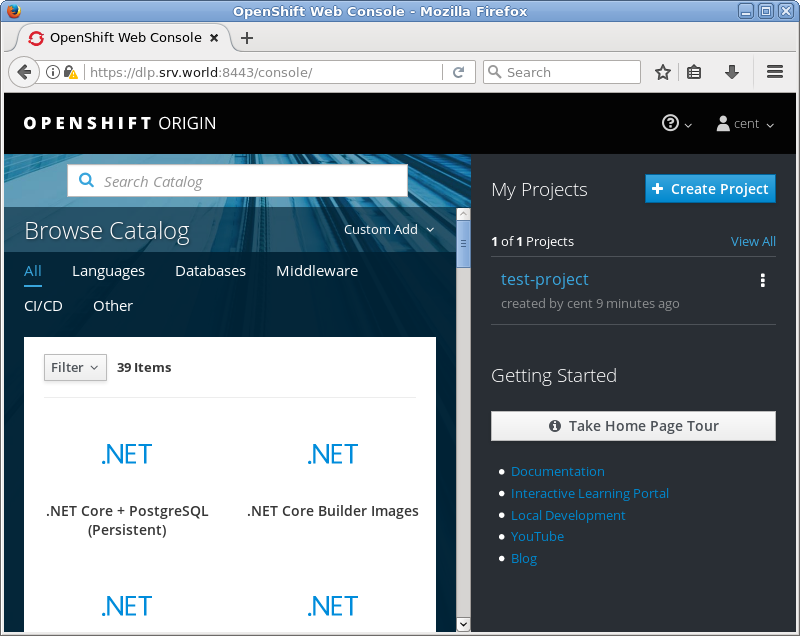 OpenShift Web Console - Mozilla Firefox
OpenShift Web Console
https://dlp.srv.world:8443/console/
Search
OPENSHIFT ORIGIN
cent
Search Catalog
Browse Catalog
Custom Add
All Languages Databases Middleware
CI/CD Other
Filter 39 Items
.NET
.NET Core + PostgreSQL
(Persistent)
.NET
.NET Core Builder Images
.NET
.NET
My Projects
Create Project
1 of 1 Projects
View All
test-project
created by cent 9 minutes ago
Getting Started
Take Home Page Tour
Documentation
Interactive Learning Portal
Local Development
YouTube
Blog